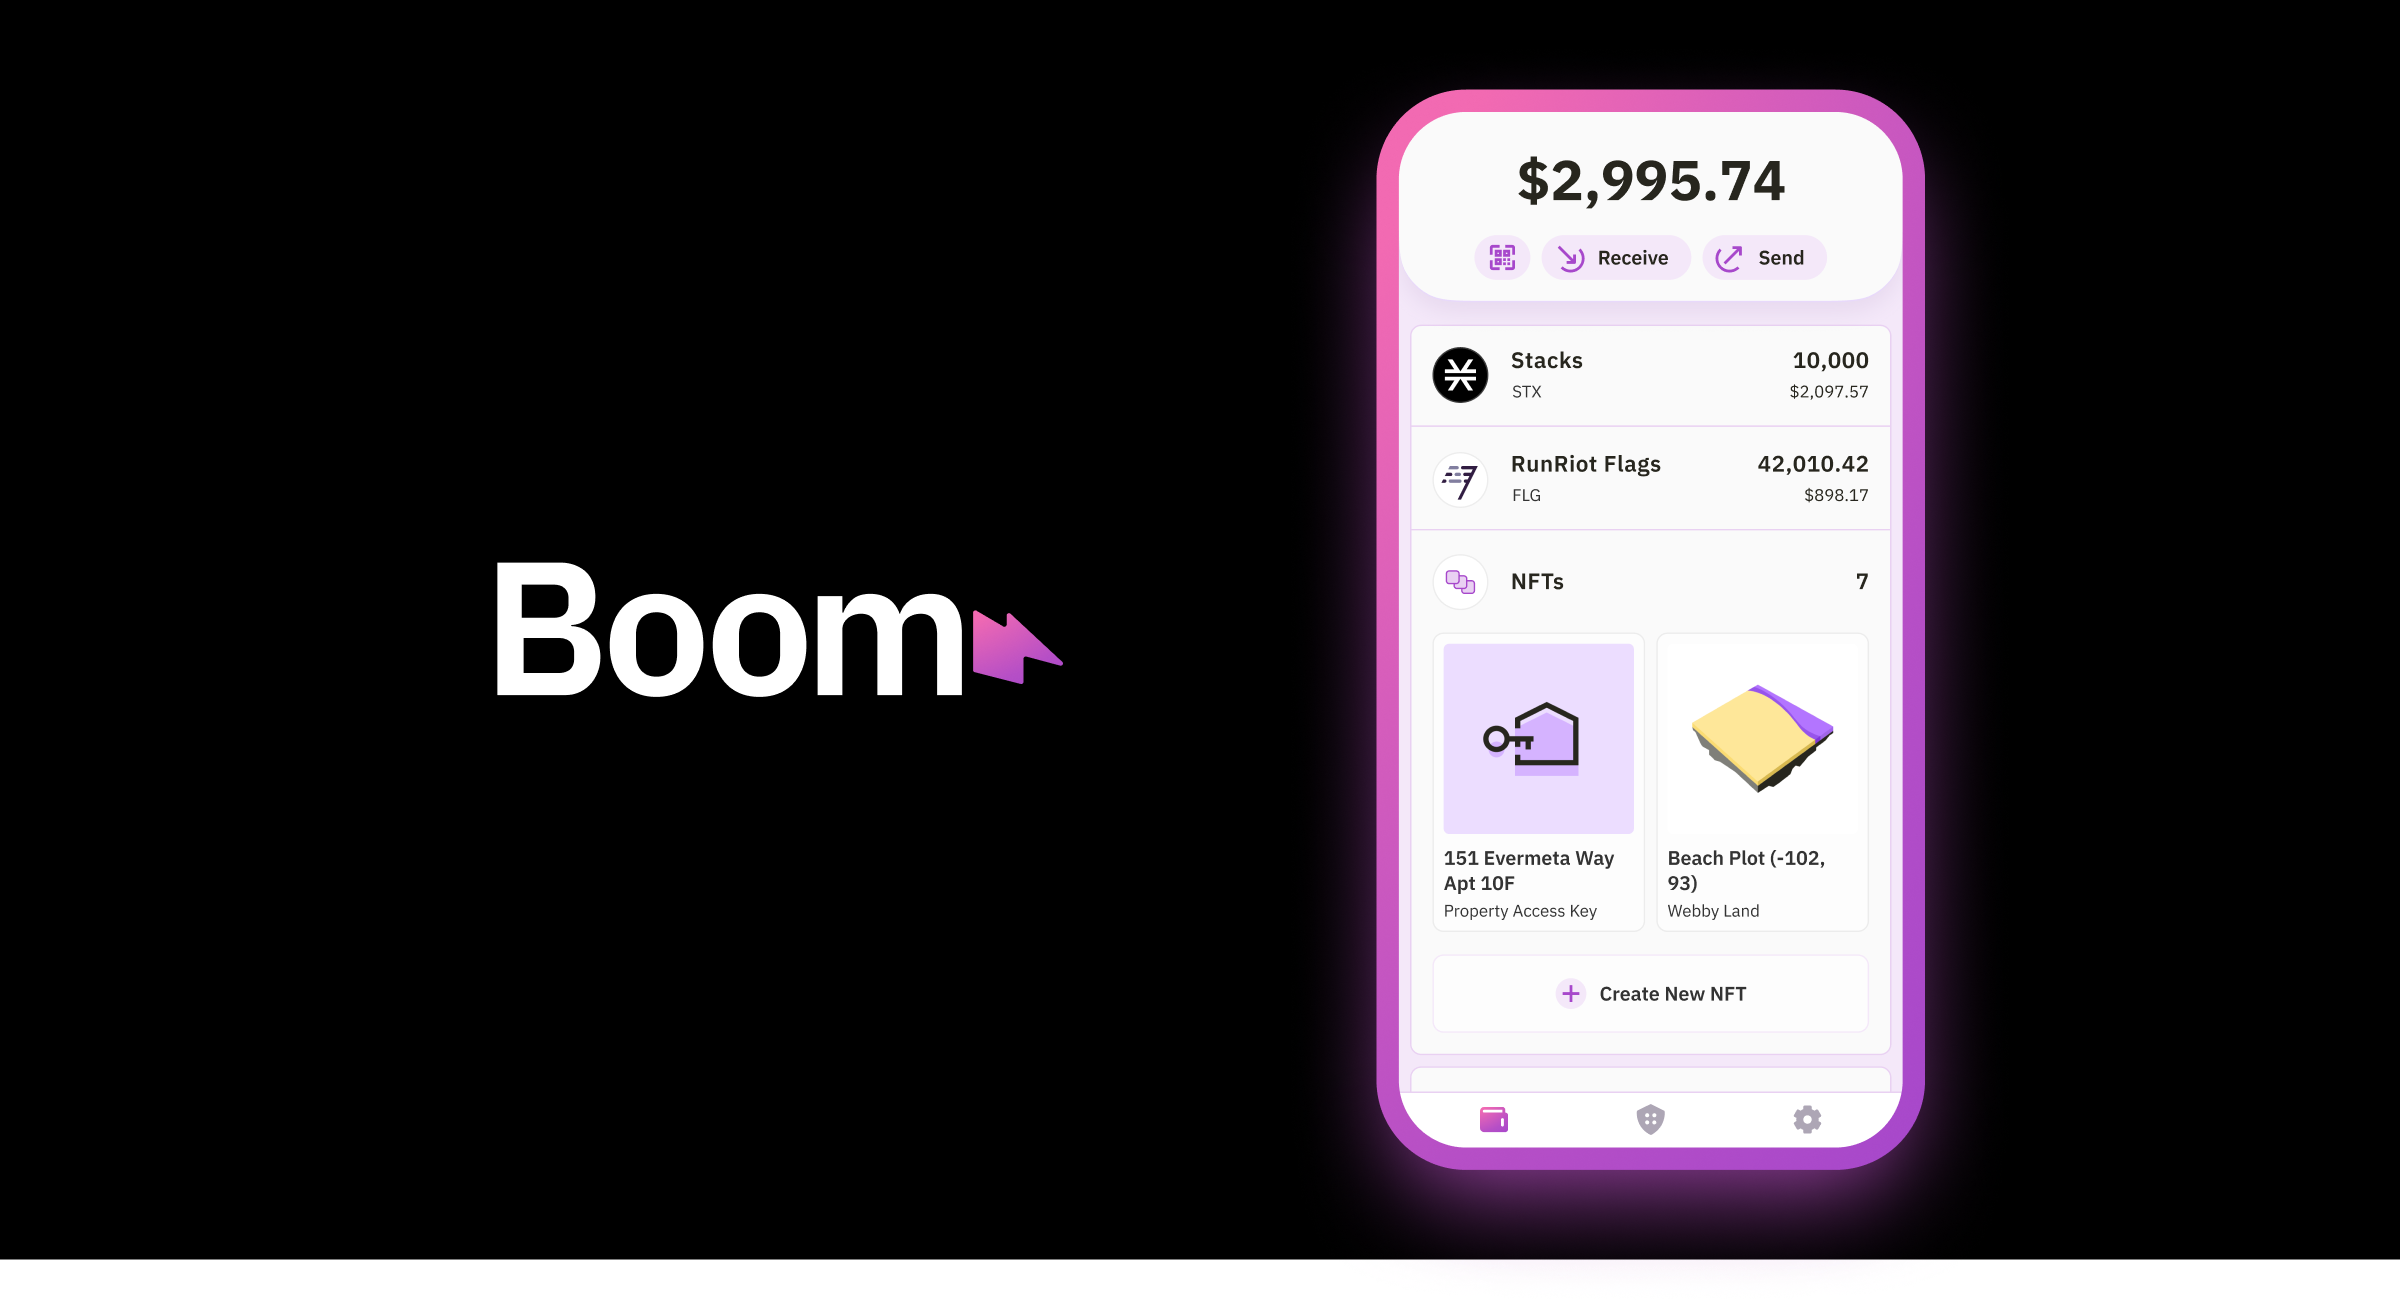 Boom
$2,995.74
Receive
Send
Stacks
10,000
STX
$2,097.57
RunRiot Flags
42,010.42
FLG
$898.17
NFTs
7
151 Evermeta Way
Apt 10F
Property Access Key
Beach Plot (-102,
93)
Webby Land
Create New NFT